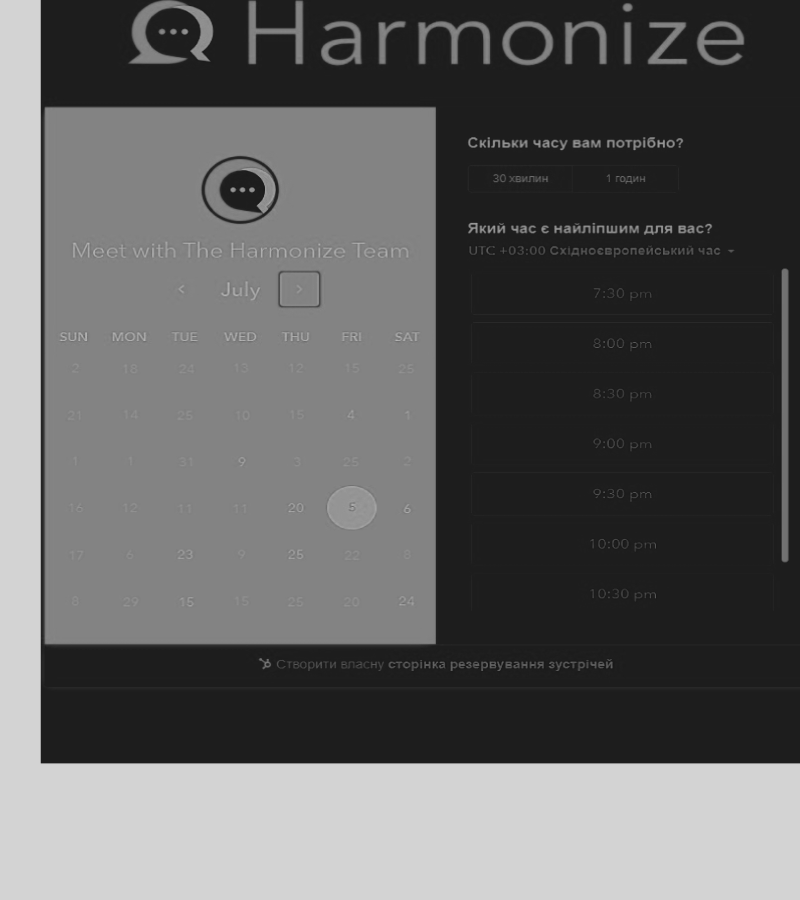 Harmonize
Meet with The Harmonize Team
July
SUN MON TUE WED THU FRI SAT
2 18 24 13 12 15 25
21 14 25 10 15 4 1
1 1 31 9 3 25 2
16 12 11 11 20 5 6
17 6 23 9 25 22 8
8 29 15 15 25 20 24
Скільки часу вам потрібно?
30 хвилин 1 годин
Який час є найліпшим для вас?
UTC +03:00 Східноєвропейський час
7:30 pm
8:00 pm
8:30 pm
9:00 pm
9:30 pm
10:00 pm
10:30 pm
Створити власну сторінка резервування зустрічей